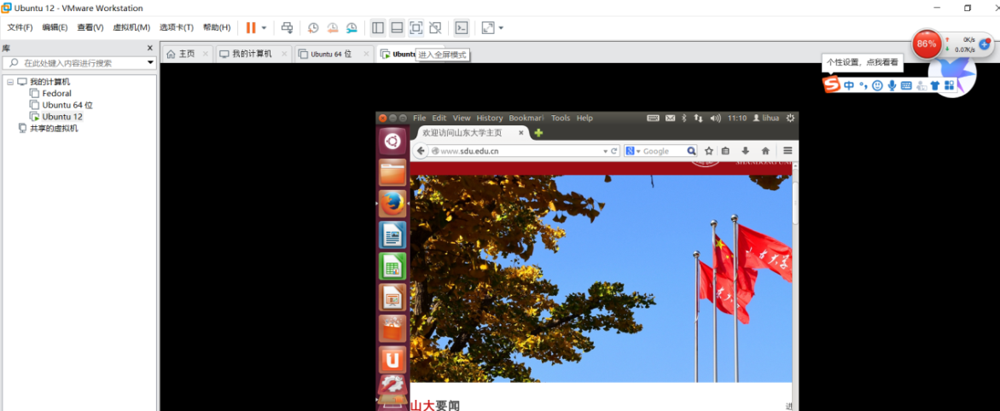 Ubuntu 12 - VMware Workstation
文件(F) 编辑(E) 查看(V) 虚拟机(M) 选项卡(T) 帮助(H)
库
在此处键入内容进行搜索
我的计算机
Fedoral
Ubuntu 64 位
Ubuntu 12
共享的虚拟机
主页 我的计算机 Ubuntu 64 位
进入全屏模式
86% 0K/s
0.07K/s
个性设置，点我看看
中
File Edit View History Bookmark Tools Help 11:10 lihua
欢迎访问山东大学主页
www.sdu.edu.cn Google
山大要闻